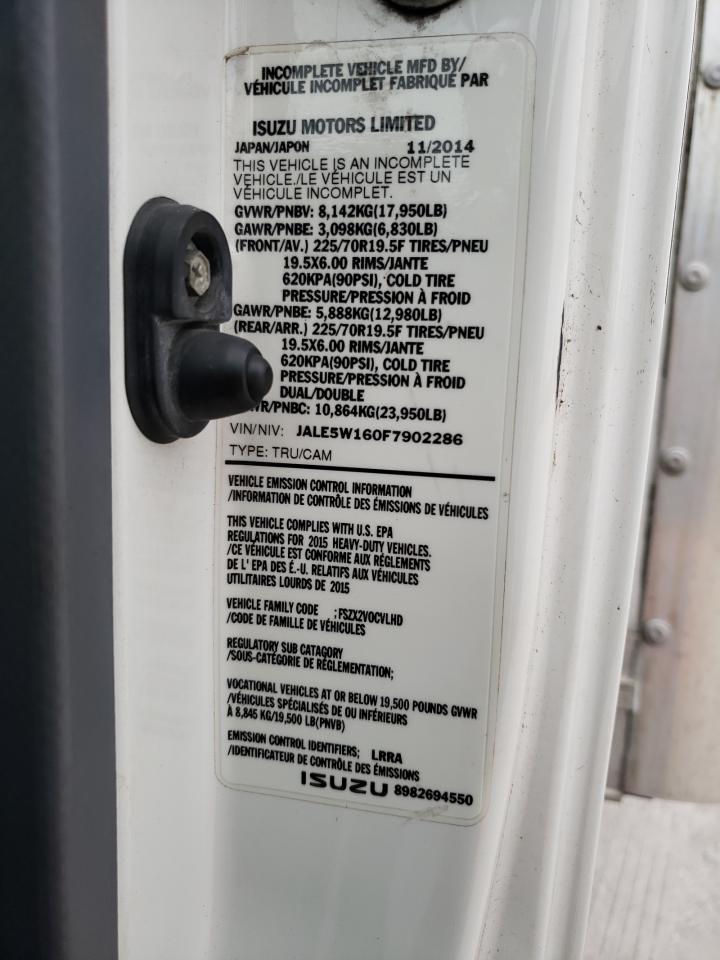 INCOMPLETE VEHICLE MFD BY/
VÉHICULE INCOMPLET FABRIQUÉ PAR
ISUZU MOTORS LIMITED
JAPAN/JAPON 11/2014
THIS VEHICLE IS AN INCOMPLETE
VEHICLE./LE VÉHICULE EST UN
VÉHICULE INCOMPLET.
GVWR/PNBV: 8,142KG(17,950LB)
GAWR/PNBE: 3,098KG(6,830LB)
(FRONT/AV.) 225/70R19.5F TIRES/PNEU
19.5X6.00 RIMS/JANTE
620KPA(90PSI), COLD TIRE
PRESSURE/PRESSION À FROID
GAWR/PNBE: 5,888KG(12,980LB)
(REAR/ARR.) 225/70R19.5F TIRES/PNEU
19.5X6.00 RIMS/JANTE
620KPA(90PSI), COLD TIRE
PRESSURE/PRESSION À FROID
DUAL/DOUBLE
WR/PNBC: 10,864KG(23,950LB)
VIN/NIV: JALE5W160F7902286
TYPE: TRU/CAM
VEHICLE EMISSION CONTROL INFORMATION
/INFORMATION DE CONTRÔLE DES ÉMISSIONS DE VÉHICULES
THIS VEHICLE COMPLIES WITH U.S. EPA
REGULATIONS FOR 2015 HEAVY-DUTY VEHICLES.
/CE VÉHICULE EST CONFORME AUX RÉGLEMENTS
DE L' EPA DES É.-U. RELATIFS AUX VÉHICULES
UTILITAIRES LOURDS DE 2015
VEHICLE FAMILY CODE ;FSZX2VOCVLHD
/CODE DE FAMILLE DE VÉHICULES
REGULATORY SUB CATAGORY
/SOUS-CATÉGORIE DE RÉGLEMENTATION;
VOCATIONAL VEHICLES AT OR BELOW 19,500 POUNDS GVWR
/VÉHICULES SPÉCIALISÉS DE OU INFÉRIEURS
À 8,845 KG/19,500 LB(PNVB)
EMISSION CONTROL IDENTIFIERS; LRRA
/IDENTIFICATEUR DE CONTRÔLE DES ÉMISSIONS
ISUZU 8982694550